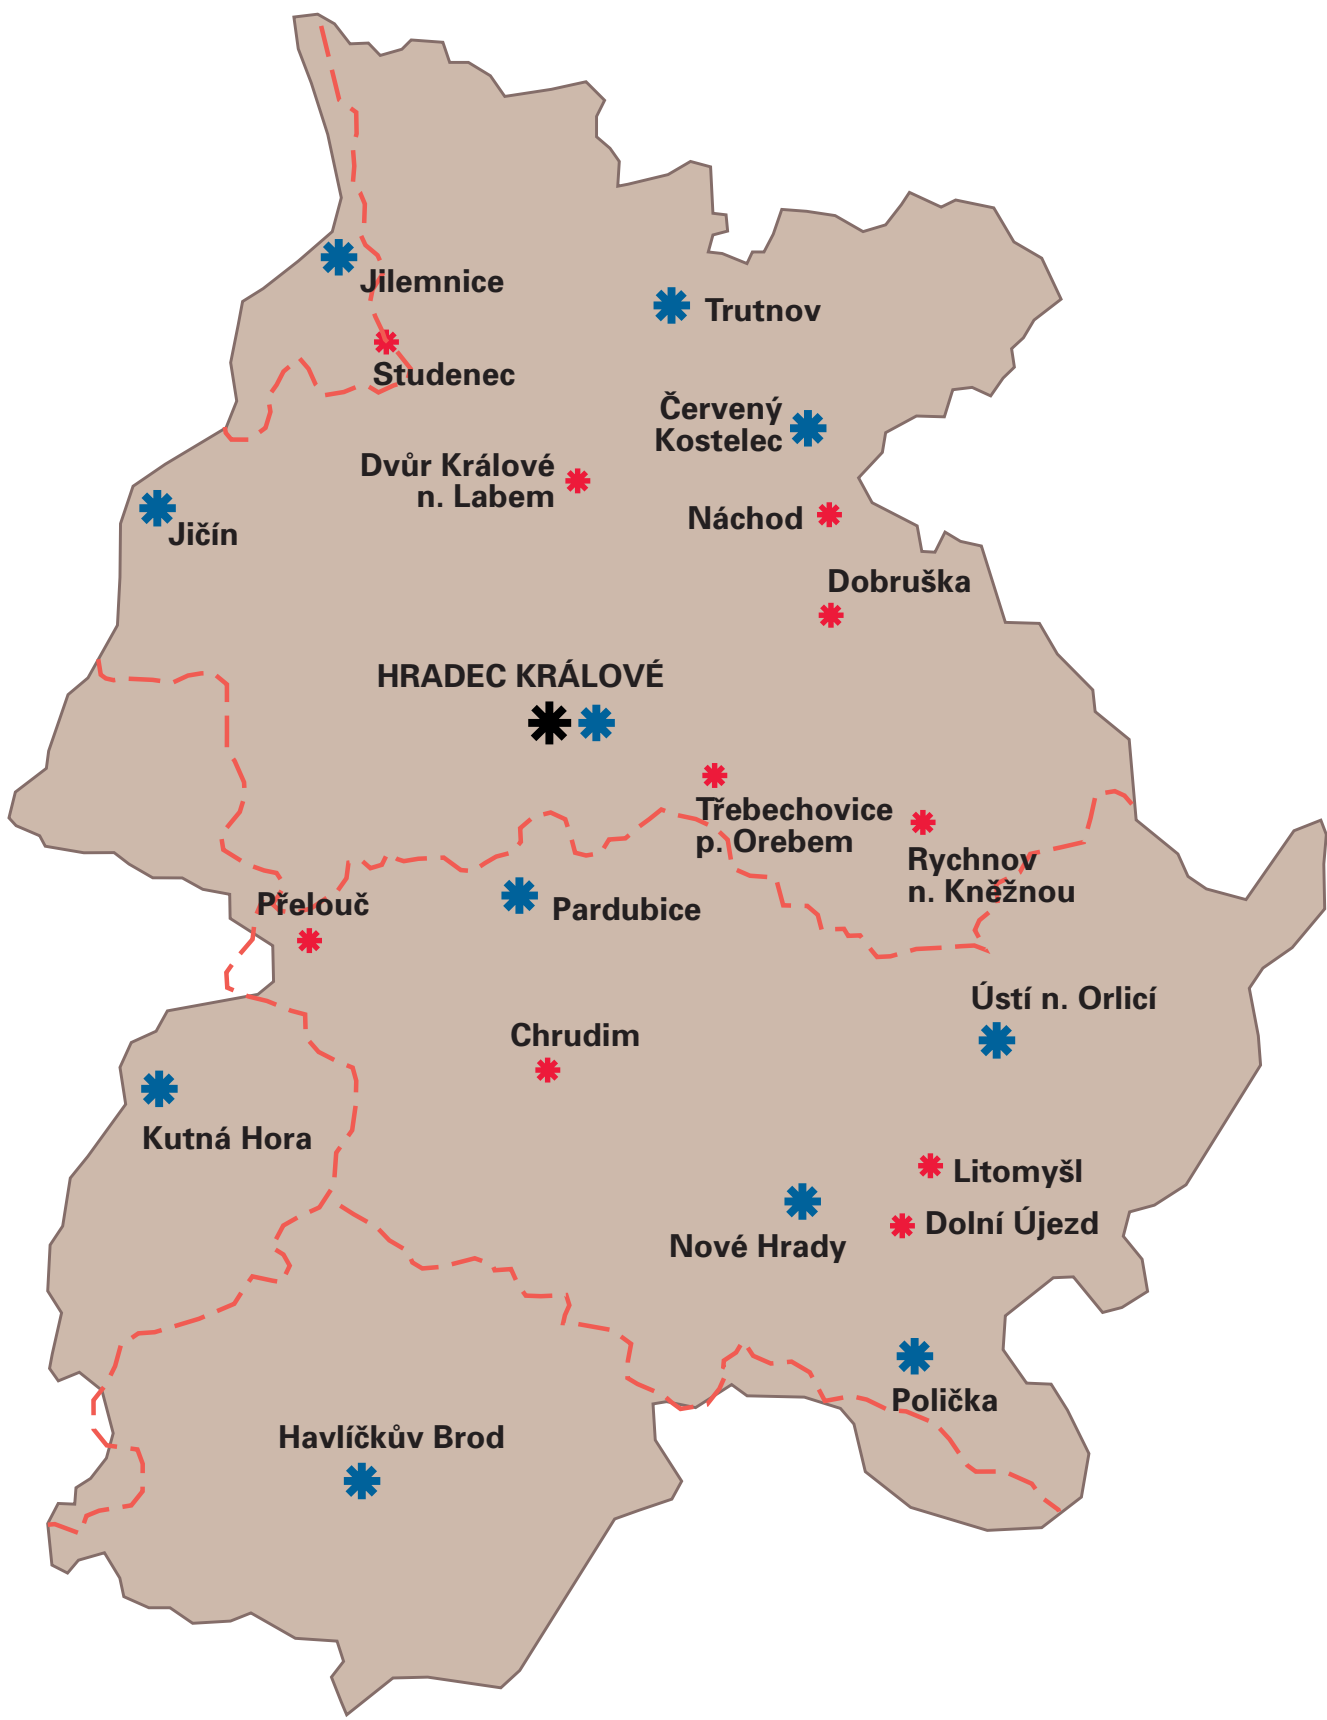 Jilemnice
Trutnov
Studenec
Červený
Kostelec
Dvůr Králové
n. Labem
Jičín
Náchod
Dobruška
HRADEC KRÁLOVÉ
Třebechovice
p. Orebem
Rychnov
n. Kněžnou
Přelouč
Pardubice
Ústí n. Orlicí
Chrudim
Kutná Hora
Litomyšl
Dolní Újezd
Nové Hrady
Polička
Havlíčkův Brod